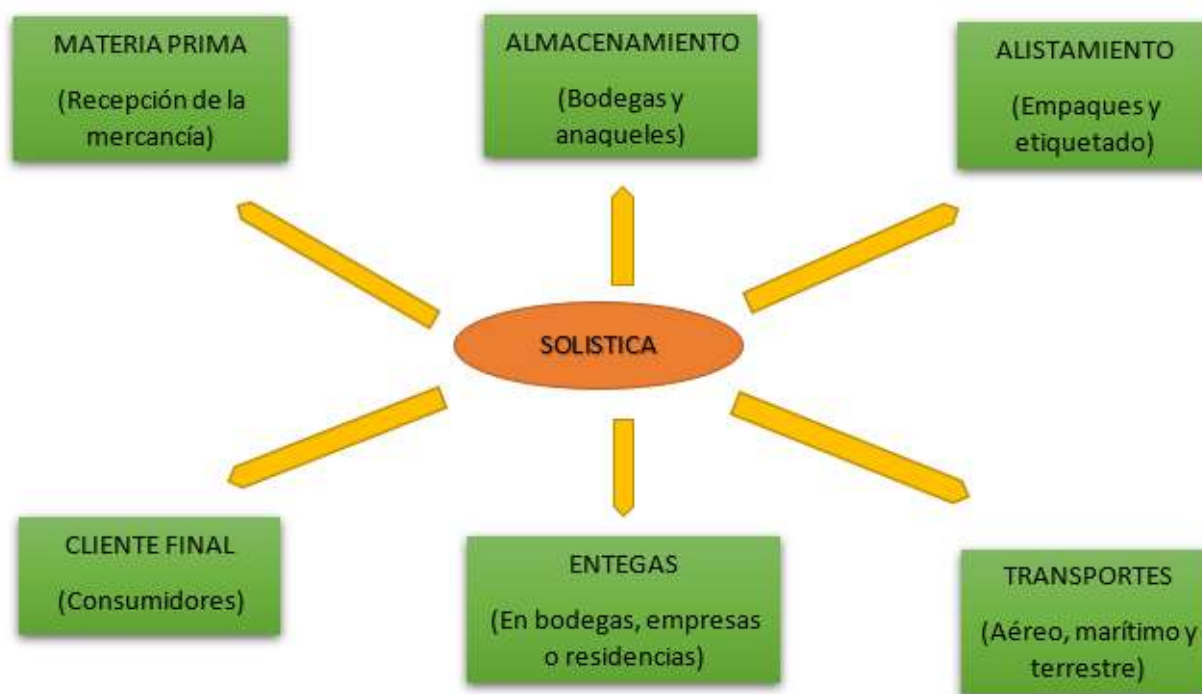 MATERIA PRIMA
(Recepción de la
mercancía)
ALMACENAMIENTO
(Bodegas y
anaqueles)
ALISTAMIENTO
(Empaques y
etiquetado)
SOLISTICA
CLIENTE FINAL
(Consumidores)
ENTEGAS
(En bodegas, empresas
o residencias)
TRANSPORTES
(Aéreo, marítimo y
terrestre)